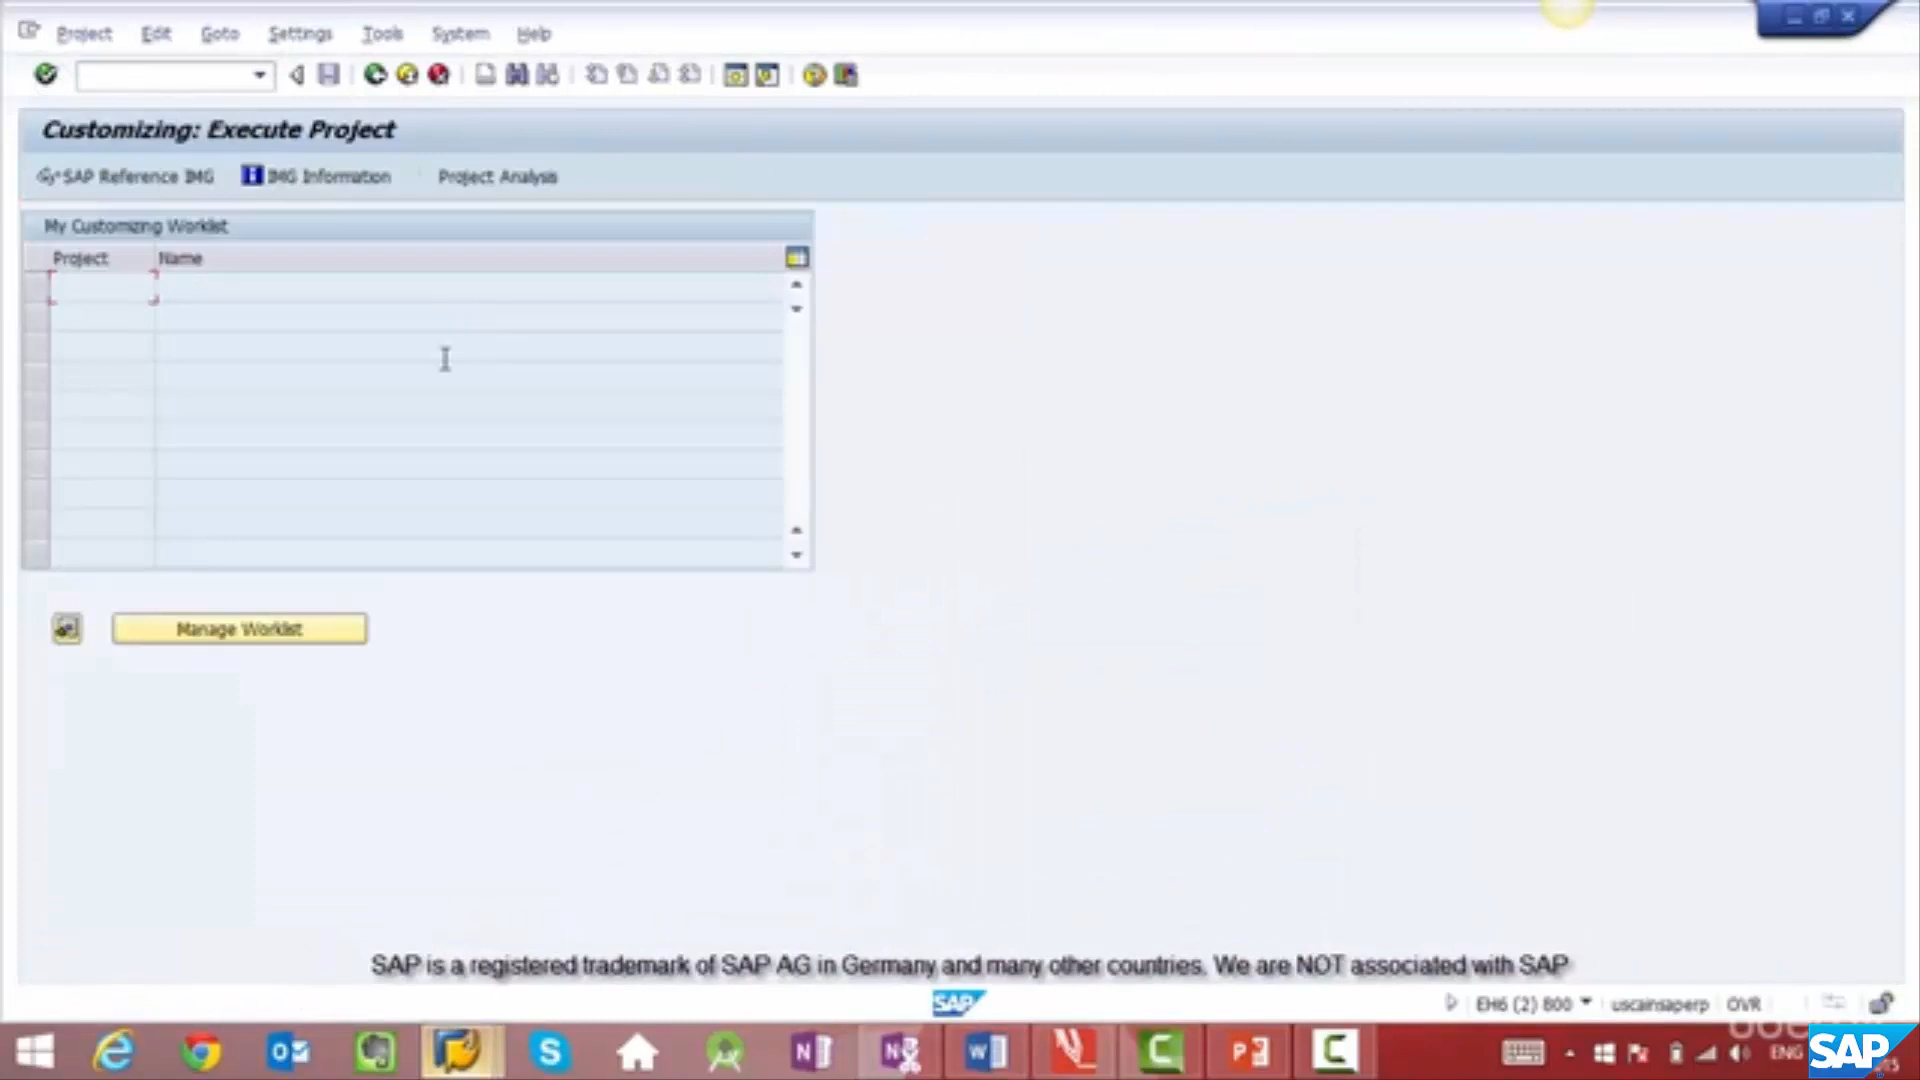 Project Edit Goto Settings Tools System Help
Customizing: Execute Project
SAP Reference IMG IMG Information Project Analysis
My Customizing Worklist
Project Name
Manage Worklist
SAP is a registered trademark of SAP AG in Germany and many other countries. We are NOT associated with SAP
SAP
EH6 (2) 800 uscainsaperp OVR
ENG
SAP